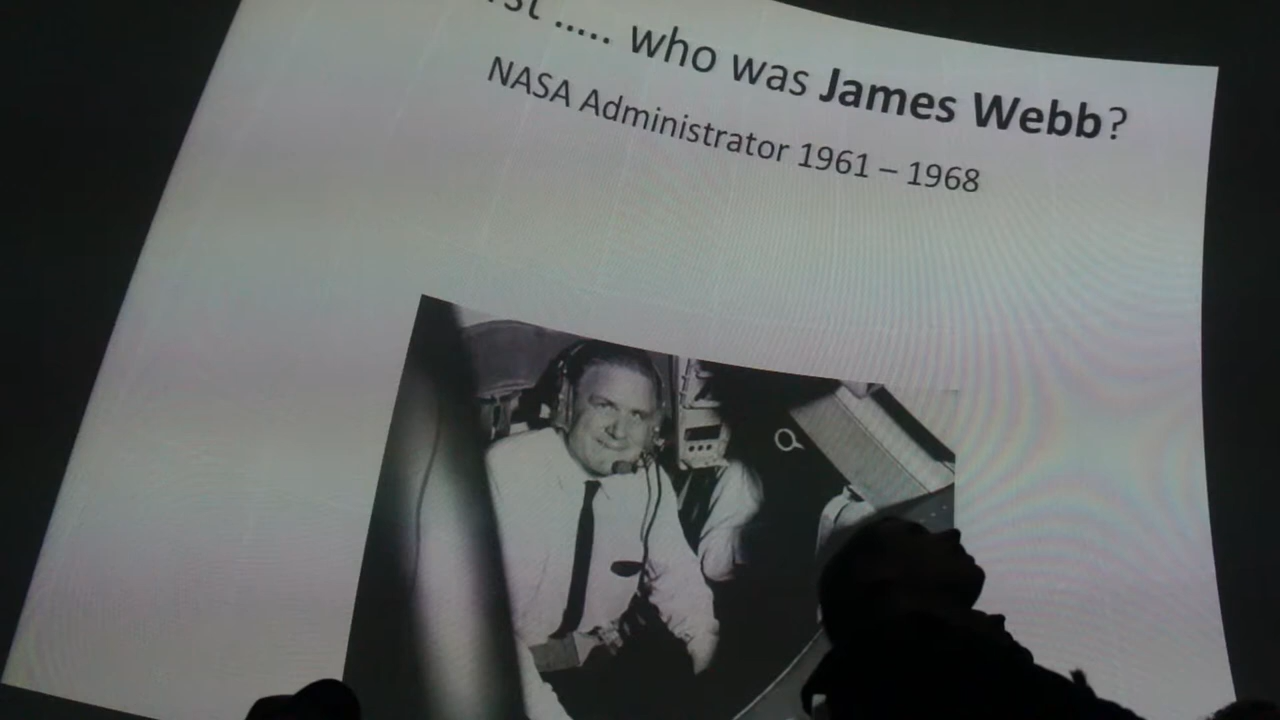 ..... who was James Webb?
NASA Administrator 1961 – 1968